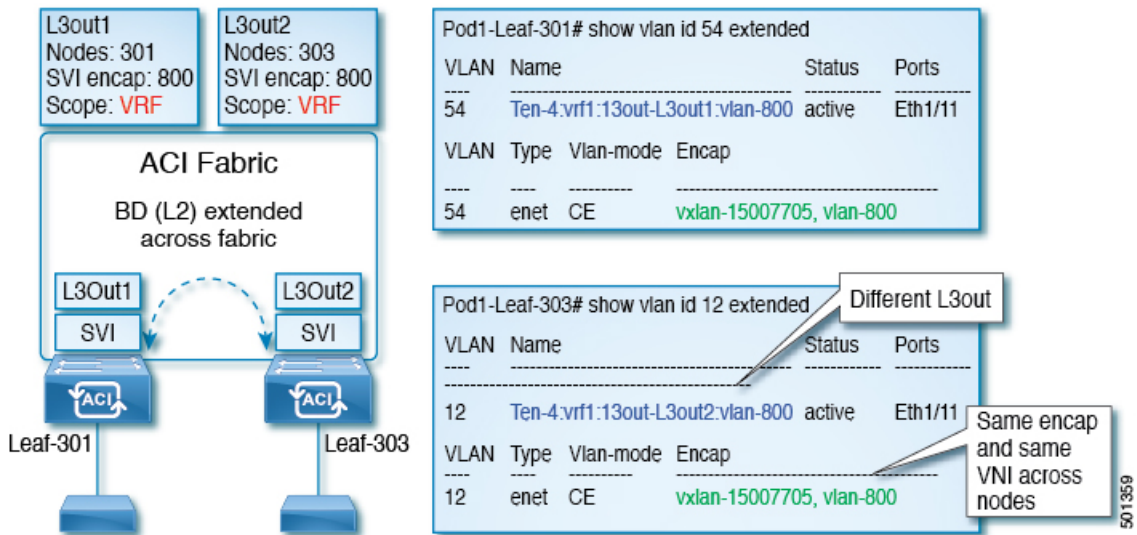 L3out1
Nodes: 301
SVI encap: 800
Scope: VRF
L3out2
Nodes: 303
SVI encap: 800
Scope: VRF
ACI Fabric
BD (L2) extended
across fabric
L3Out1
SVI
L3Out2
SVI
ACI
ACI
Leaf-301
Leaf-303
Pod1-Leaf-301# show vlan id 54 extended
VLAN Name Status Ports
---- -------------------------------- --------- ---------
54 Ten-4:vrf1:13out-L3out1:vlan-800 active Eth1/11
VLAN Type Vlan-mode Encap
---- ---- ---------- -------------------------------
54 enet CE vxlan-15007705, vlan-800
Pod1-Leaf-303# show vlan id 12 extended
Different L3out
VLAN Name Status Ports
---- -------------------------------- --------- ---------
-------------------------------------
12 Ten-4:vrf1:13out-L3out2:vlan-800 active Eth1/11
VLAN Type Vlan-mode Encap
---- ---- ---------- -------------------------------
12 enet CE vxlan-15007705, vlan-800
Same encap
and same
VNI across
nodes
501359